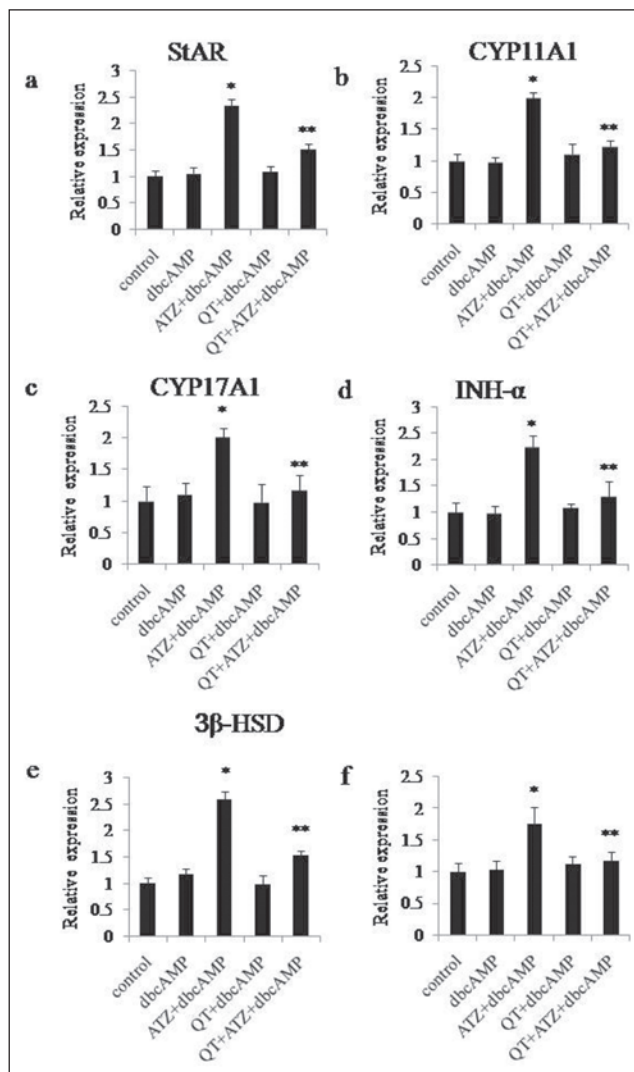 StAR
a
3
*
2.5
2
**
1.5
1
0.5
0
Relative expression
control
dbcAMP
ATZ+dbcAMP
QT+dbcAMP
QT+ATZ+dbcAMP
CYP11A1
b
2.5
*
2
1.5
**
1
0.5
0
Relative expression
control
dbcAMP
ATZ+dbcAMP
QT+dbcAMP
QT+ATZ+dbcAMP
CYP17A1
c
2.5
*
2
1.5
**
1
0.5
0
Relative expression
control
dbcAMP
ATZ+dbcAMP
QT+dbcAMP
QT+ATZ+dbcAMP
INH-α
d
3
*
2.5
2
**
1.5
1
0.5
0
Relative expression
control
dbcAMP
ATZ+dbcAMP
QT+dbcAMP
QT+ATZ+dbcAMP
3β-HSD
e
3
*
2.5
2
**
1.5
1
0.5
0
Relative expression
control
dbcAMP
ATZ+dbcAMP
QT+dbcAMP
QT+ATZ+dbcAMP
f
2.5
*
2
1.5
**
1
0.5
0
Relative expression
control
dbcAMP
ATZ+dbcAMP
QT+dbcAMP
QT+ATZ+dbcAMP